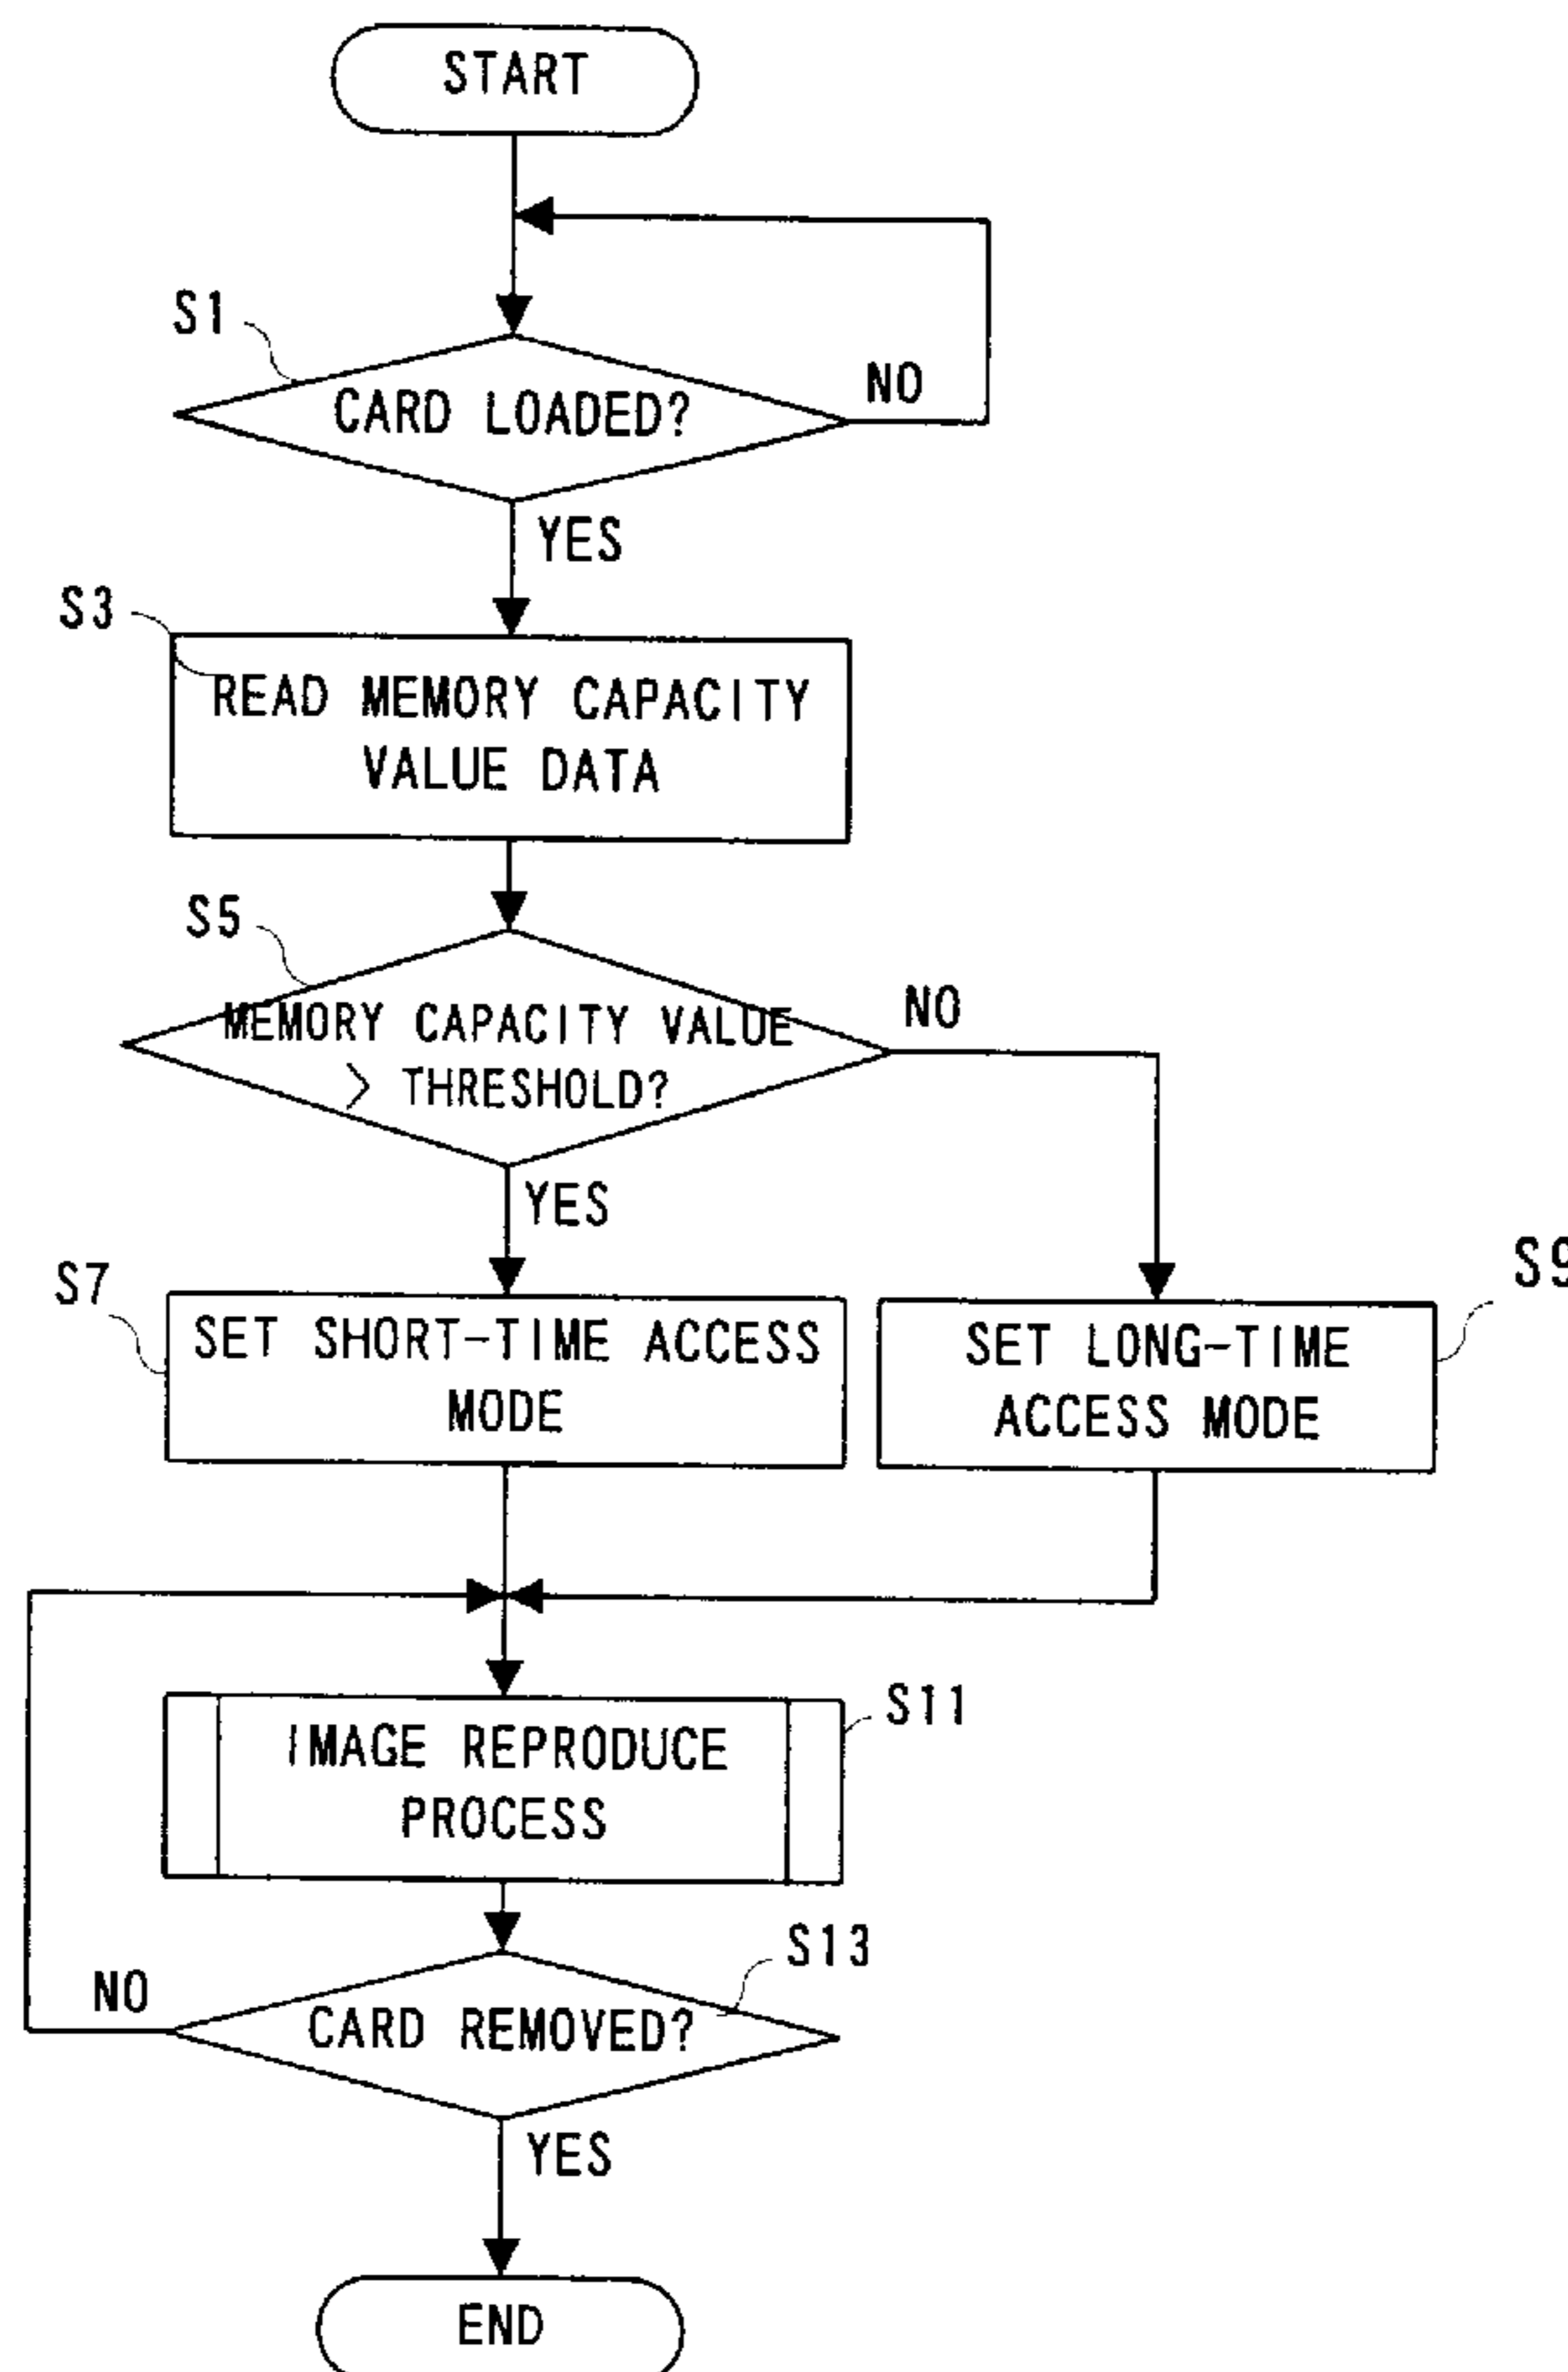 START
S1
CARD LOADED?
NO
YES
S3
READ MEMORY CAPACITY
VALUE DATA
S5
MEMORY CAPACITY VALUE
> THRESHOLD?
NO
YES
S7
SET SHORT-TIME ACCESS
MODE
S9
SET LONG-TIME
ACCESS MODE
S11
IMAGE REPRODUCE
PROCESS
S13
CARD REMOVED?
NO
YES
END